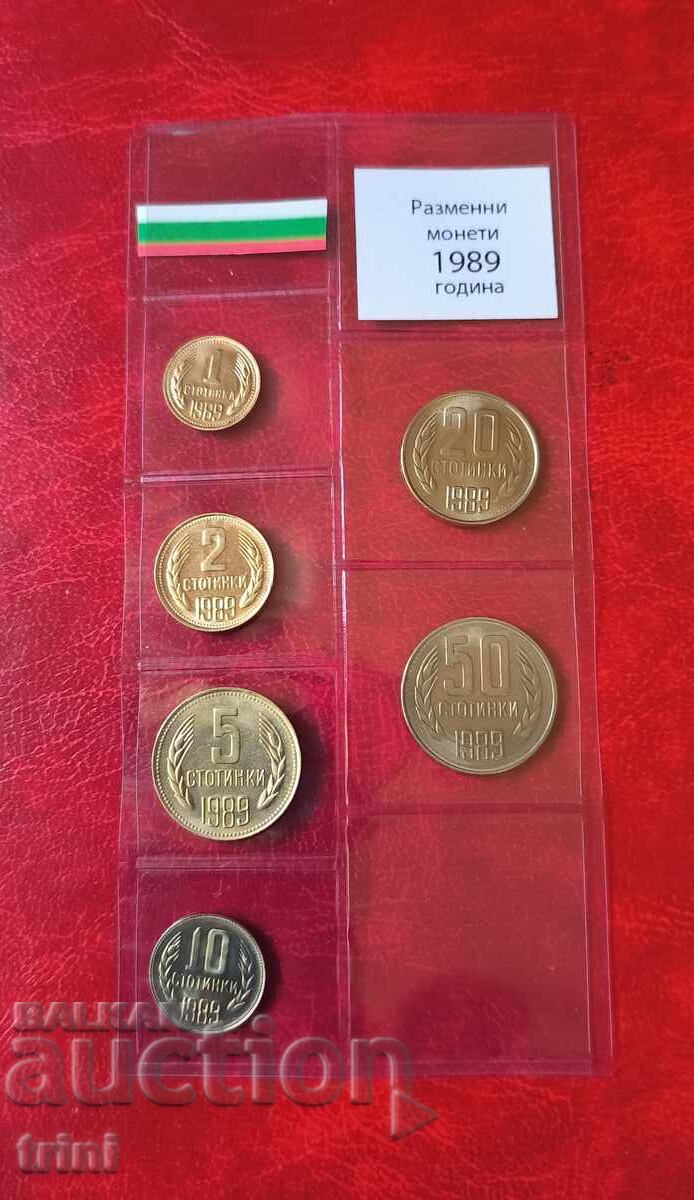 Разменни
монети
1989
година
1
СТОТИНКА
1989
20
СТОТИНКИ
1989
2
СТОТИНКИ
1989
50
СТОТИНКИ
1989
5
СТОТИНКИ
1989
10
СТОТИНКИ
1989
BALKAN
auction
trini